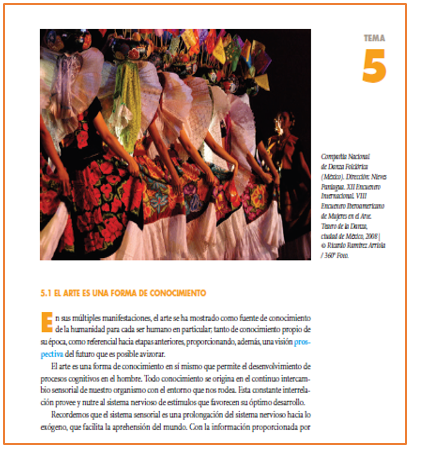 TEMA
5
Compañía Nacional
de Danza Folclórica
(México). Dirección: Nieves
Paniagua. XII Encuentro
Internacional, VIII
Encuentro Iberoamericano
de Mujeres en el Arte.
Teatro de la Danza,
ciudad de México, 2008 |
© Ricardo Ramírez Arriola
/ 360º Foto.
5.1 EL ARTE ES UNA FORMA DE CONOCIMIENTO
En sus múltiples manifestaciones, el arte se ha mostrado como fuente de conocimiento
de la humanidad para cada ser humano en particular; tanto de conocimiento propio de
su época, como referencial hacia etapas anteriores, proporcionando, además, una visión pros-
pectiva del futuro que es posible avizorar.
El arte es una forma de conocimiento en sí mismo que permite el desenvolvimiento de
procesos cognitivos en el hombre. Todo conocimiento se origina en el continuo intercam-
bio sensorial de nuestro organismo con el entorno que nos rodea. Esta constante interrela-
ción provee y nutre al sistema nervioso de estímulos que favorecen su óptimo desarrollo.
Recordemos que el sistema sensorial es una prolongación del sistema nervioso hacia lo
exógeno, que facilita la aprehensión del mundo. Con la información proporcionada por